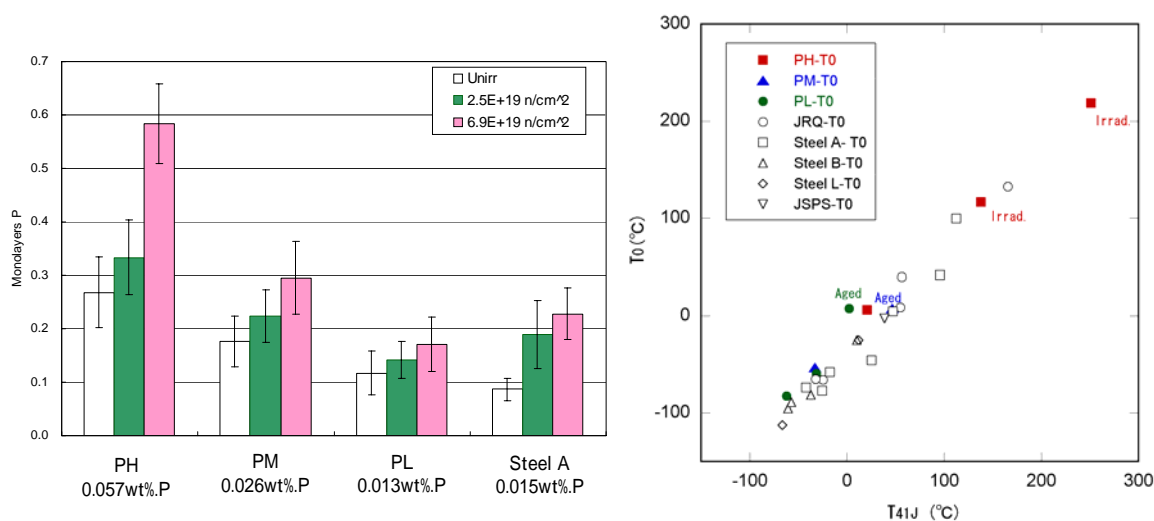 0.7
0.6
0.5
0.4
0.3
0.2
0.1
0.0
Monolayers P
Unirr
2.5E+19 n/cm^2
6.9E+19 n/cm^2
PH
0.057wt%.P
PM
0.026wt%.P
PL
0.013wt%.P
Steel A
0.015wt%.P
300
200
100
0
-100
T0 (℃)
PH-T0
PM-T0
PL-T0
JRQ-T0
Steel A- T0
Steel B-T0
Steel L-T0
JSPS-T0
Irrad.
Irrad.
Aged
Aged
-100
0
100
200
300
T41J (℃)